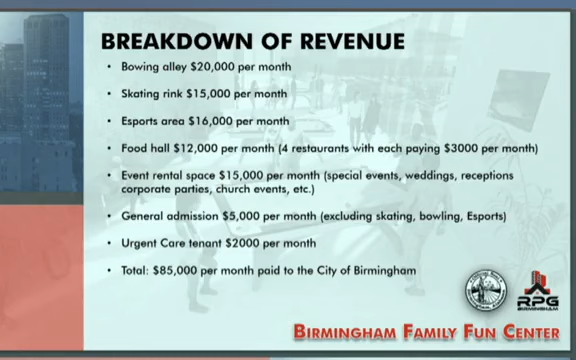 BREAKDOWN OF REVENUE
• Bowing alley $20,000 per month
• Skating rink $15,000 per month
• Esports area $16,000 per month
• Food hall $12,000 per month (4 restaurants with each paying $3000 per month)
• Event rental space $15,000 per month (special events, weddings, receptions
corporate parties, church events, etc.)
• General admission $5,000 per month (excluding skating, bowling, Esports)
• Urgent Care tenant $2000 per month
• Total: $85,000 per month paid to the City of Birmingham
RPG
BIRMINGHAM
BIRMINGHAM FAMILY FUN CENTER